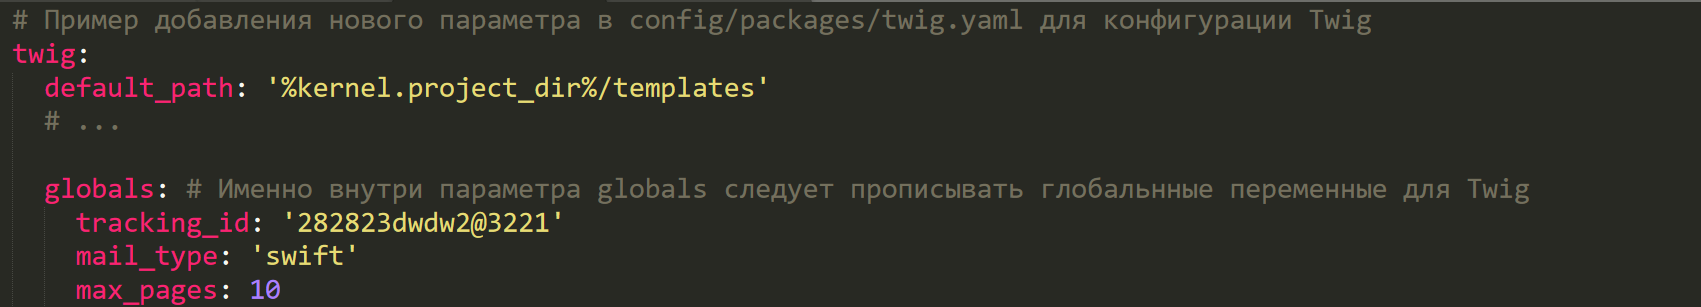 # Пример добавления нового параметра в config/packages/twig.yaml для конфигурации Twig
twig:
  default_path: '%kernel.project_dir%/templates'
  # ...

  globals: # Именно внутри параметра globals следует прописывать глобальнные переменные для Twig
    tracking_id: '282823dwdw2@3221'
    mail_type: 'swift'
    max_pages: 10